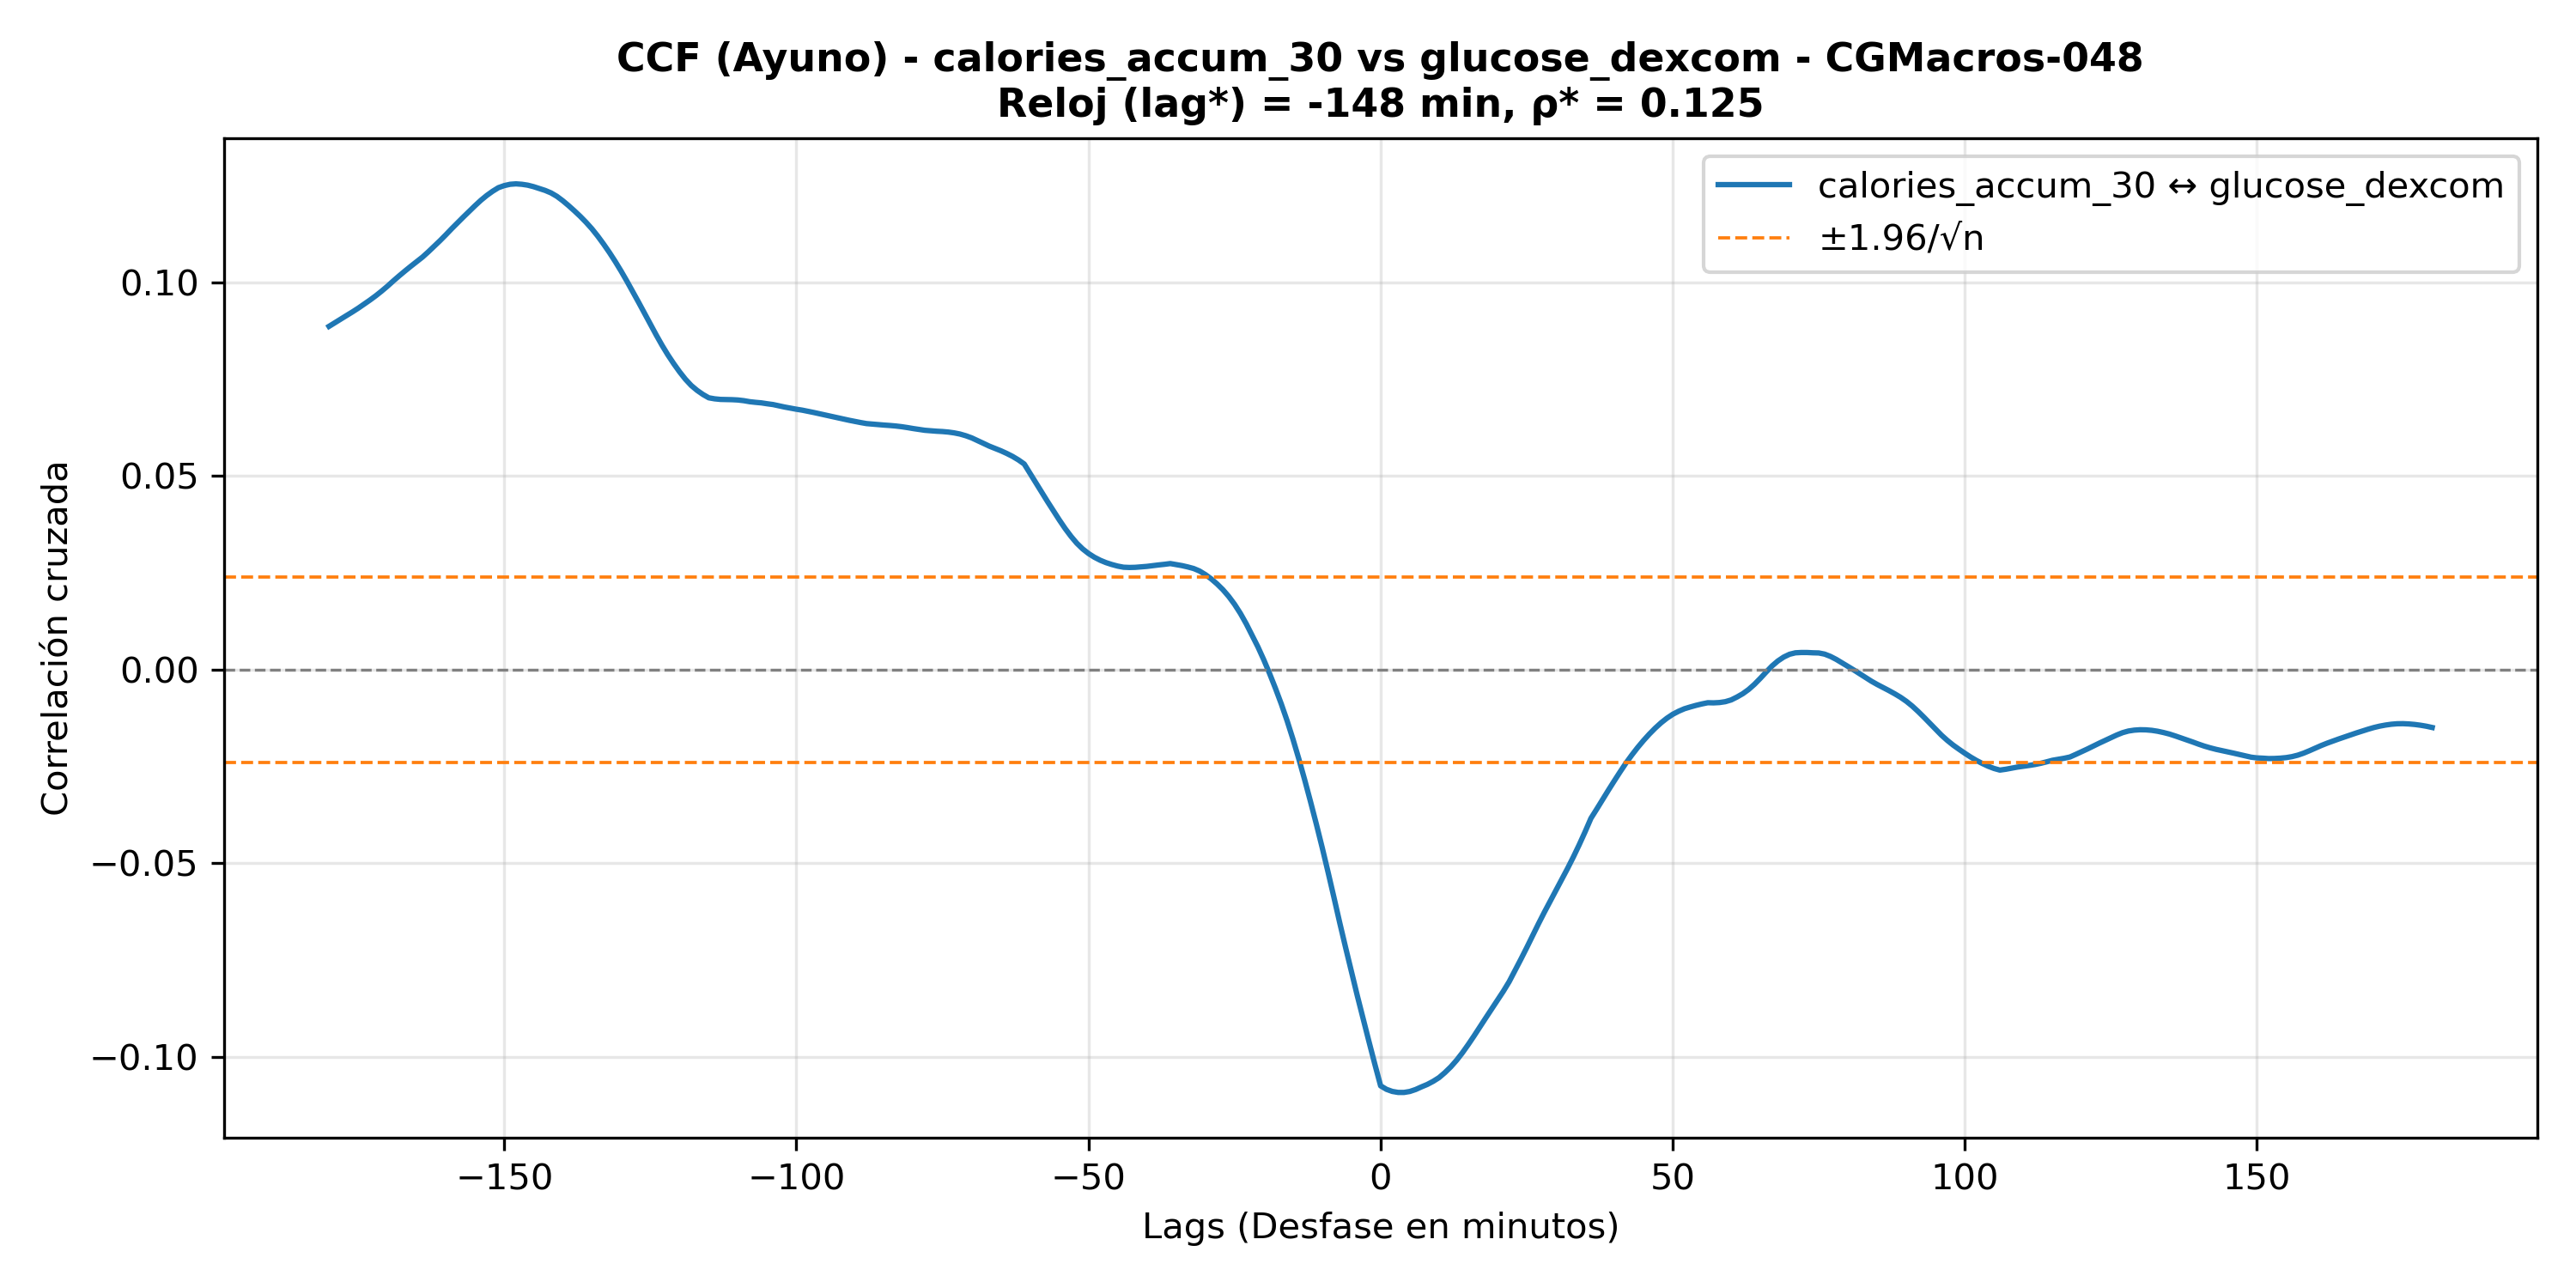 CCF (Ayuno) - calories_accum_30 vs glucose_dexcom - CGMacros-048
Reloj (lag*) = -148 min, ρ* = 0.125
calories_accum_30 ↔ glucose_dexcom
±1.96/√n
Correlación cruzada
0.10
0.05
0.00
−0.05
−0.10
−150
−100
−50
0
50
100
150
Lags (Desfase en minutos)